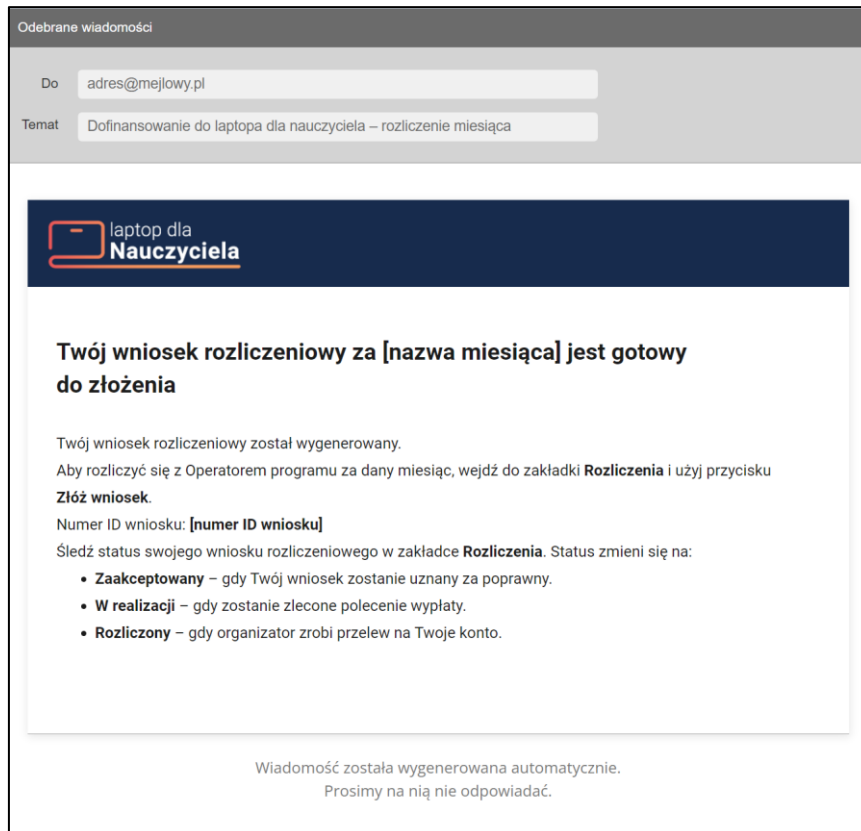 Odebrane wiadomości
Do adres@mejlowy.pl
Temat Dofinansowanie do laptopa dla nauczyciela – rozliczenie miesiąca
laptop dla
Nauczyciela
Twój wniosek rozliczeniowy za [nazwa miesiąca] jest gotowy
do złożenia
Twój wniosek rozliczeniowy został wygenerowany.
Aby rozliczyć się z Operatorem programu za dany miesiąc, wejdź do zakładki Rozliczenia i użyj przycisku
Złóż wniosek.
Numer ID wniosku: [numer ID wniosku]
Śledź status swojego wniosku rozliczeniowego w zakładce Rozliczenia. Status zmieni się na:
• Zaakceptowany – gdy Twój wniosek zostanie uznany za poprawny.
• W realizacji – gdy zostanie zlecone polecenie wypłaty.
• Rozliczony – gdy organizator zrobi przelew na Twoje konto.
Wiadomość została wygenerowana automatycznie.
Prosimy na nią nie odpowiadać.